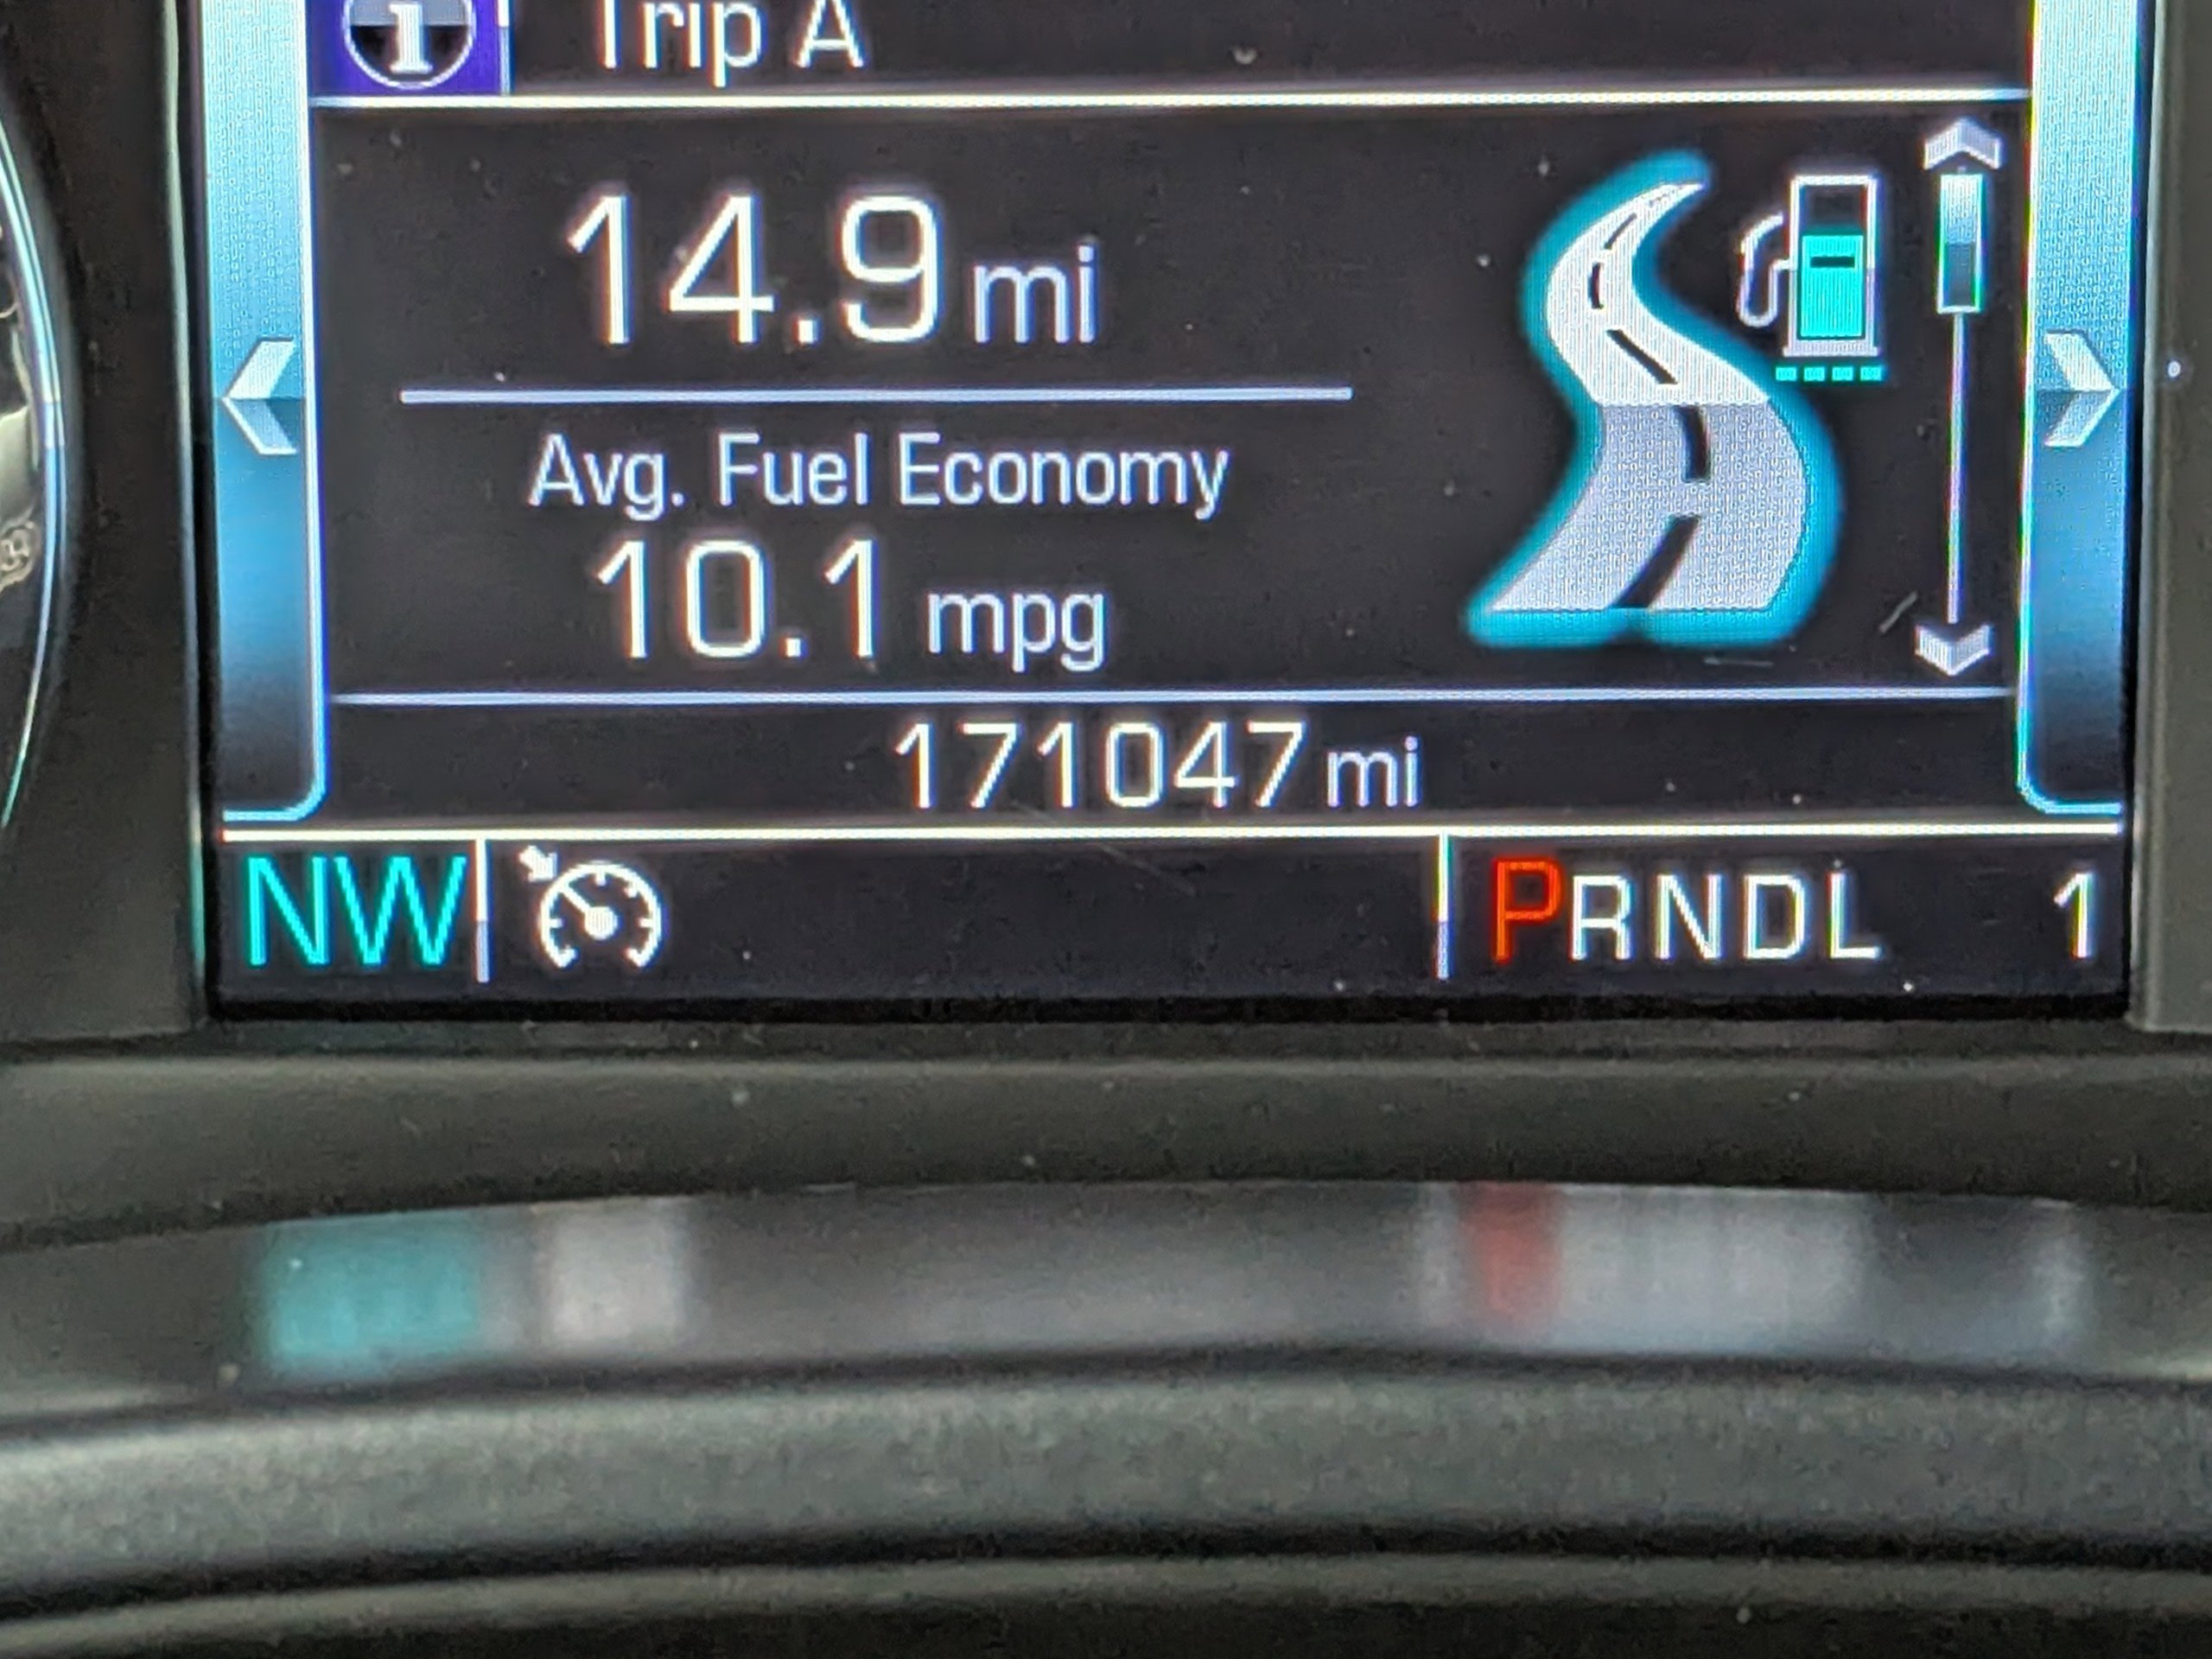 i Trip A
14.9 mi
Avg. Fuel Economy
10.1 mpg
171047 mi
NW PRNDL 1